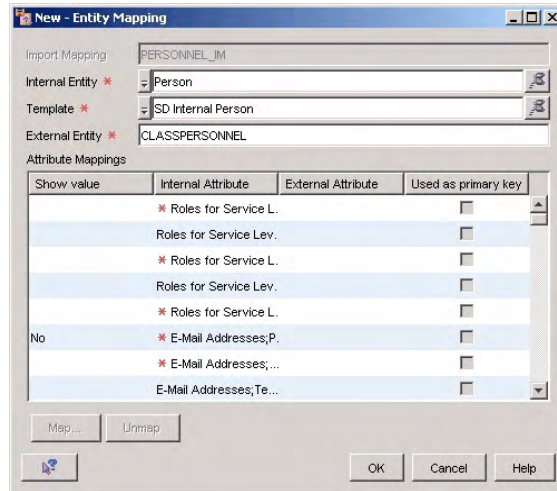 New - Entity Mapping
Import Mapping PERSONNEL_IM
Internal Entity * Person
Template * SD Internal Person
External Entity * CLASSPERSONNEL
Attribute Mappings
Show value Internal Attribute External Attribute Used as primary key
* Roles for Service L.
Roles for Service Lev.
* Roles for Service L.
Roles for Service Lev.
* Roles for Service L.
No * E-Mail Addresses;P.
* E-Mail Addresses; ...
E-Mail Addresses;Te...
Map... Unmap
OK Cancel Help